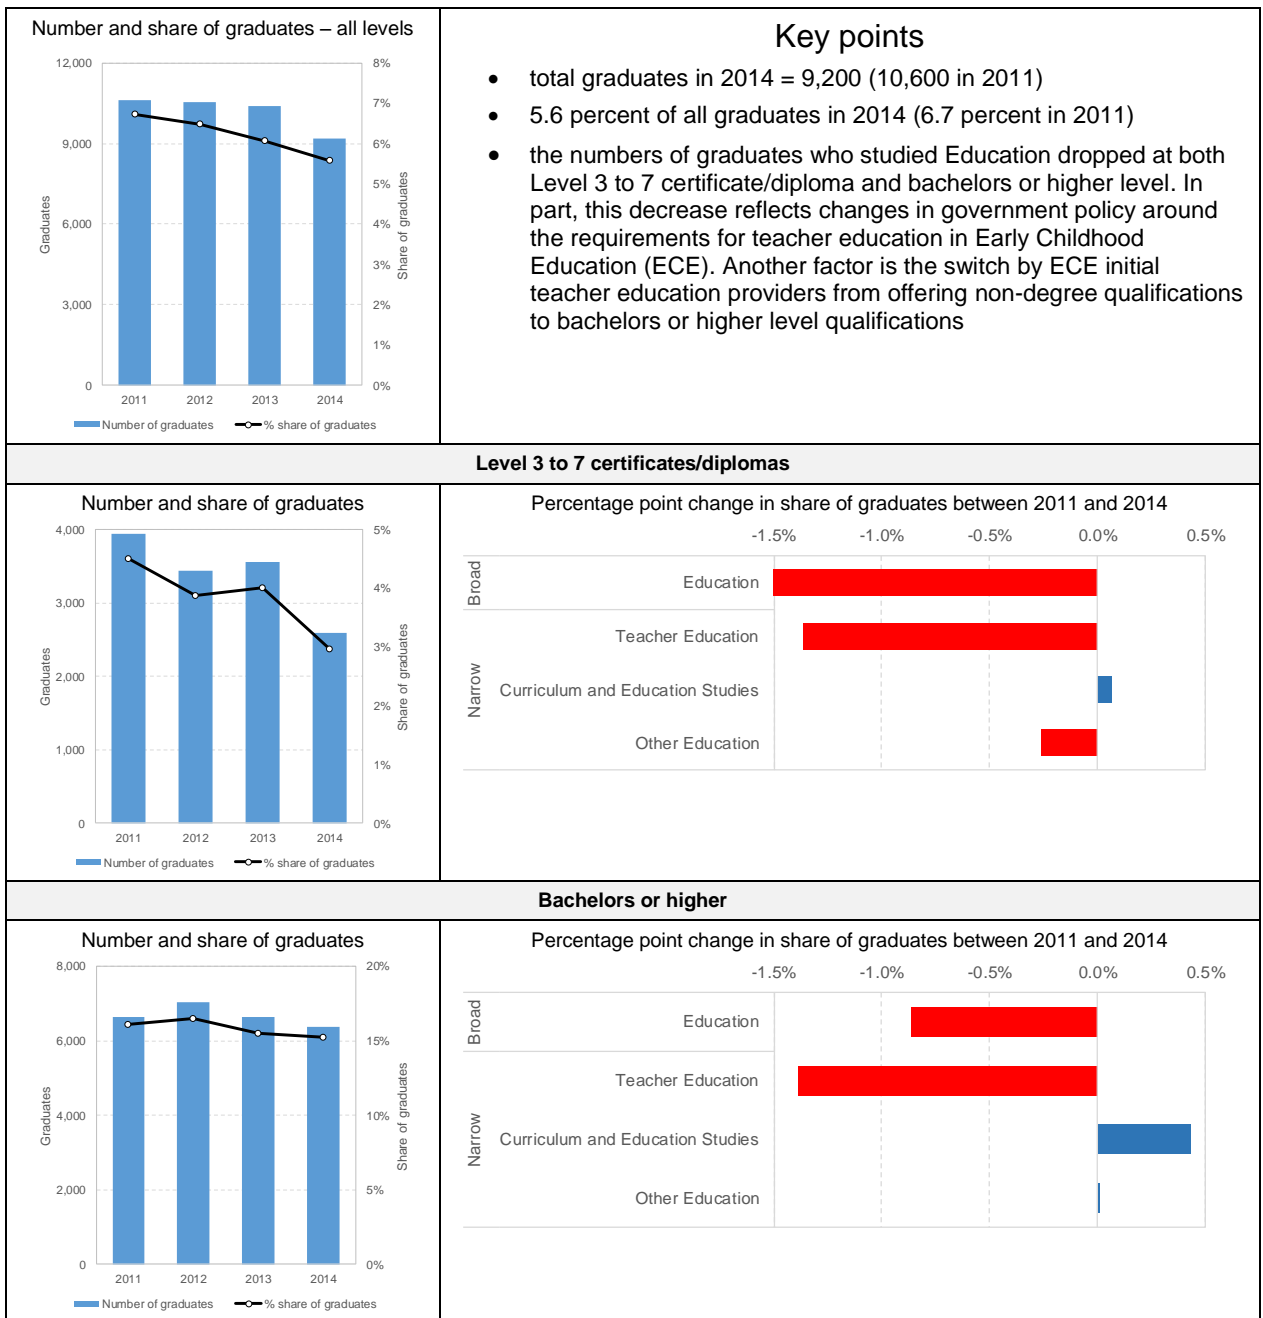 Number and share of graduates – all levels
12,000
9,000
6,000
3,000
0
Graduates
8%
7%
6%
5%
4%
3%
2%
1%
0%
Share of graduates
2011 2012 2013 2014
Number of graduates % share of graduates
Key points
• total graduates in 2014 = 9,200 (10,600 in 2011)
• 5.6 percent of all graduates in 2014 (6.7 percent in 2011)
• the numbers of graduates who studied Education dropped at both
Level 3 to 7 certificate/diploma and bachelors or higher level. In
part, this decrease reflects changes in government policy around
the requirements for teacher education in Early Childhood
Education (ECE). Another factor is the switch by ECE initial
teacher education providers from offering non-degree qualifications
to bachelors or higher level qualifications
Level 3 to 7 certificates/diplomas
Number and share of graduates
4,000
3,000
2,000
1,000
0
Graduates
5%
4%
3%
2%
1%
0%
Share of graduates
2011 2012 2013 2014
Number of graduates % share of graduates
Percentage point change in share of graduates between 2011 and 2014
-1.5% -1.0% -0.5% 0.0% 0.5%
Broad
Education
Narrow
Teacher Education
Curriculum and Education Studies
Other Education
Bachelors or higher
Number and share of graduates
8,000
6,000
4,000
2,000
0
Graduates
20%
15%
10%
5%
0%
Share of graduates
2011 2012 2013 2014
Number of graduates % share of graduates
Percentage point change in share of graduates between 2011 and 2014
-1.5% -1.0% -0.5% 0.0% 0.5%
Broad
Education
Narrow
Teacher Education
Curriculum and Education Studies
Other Education